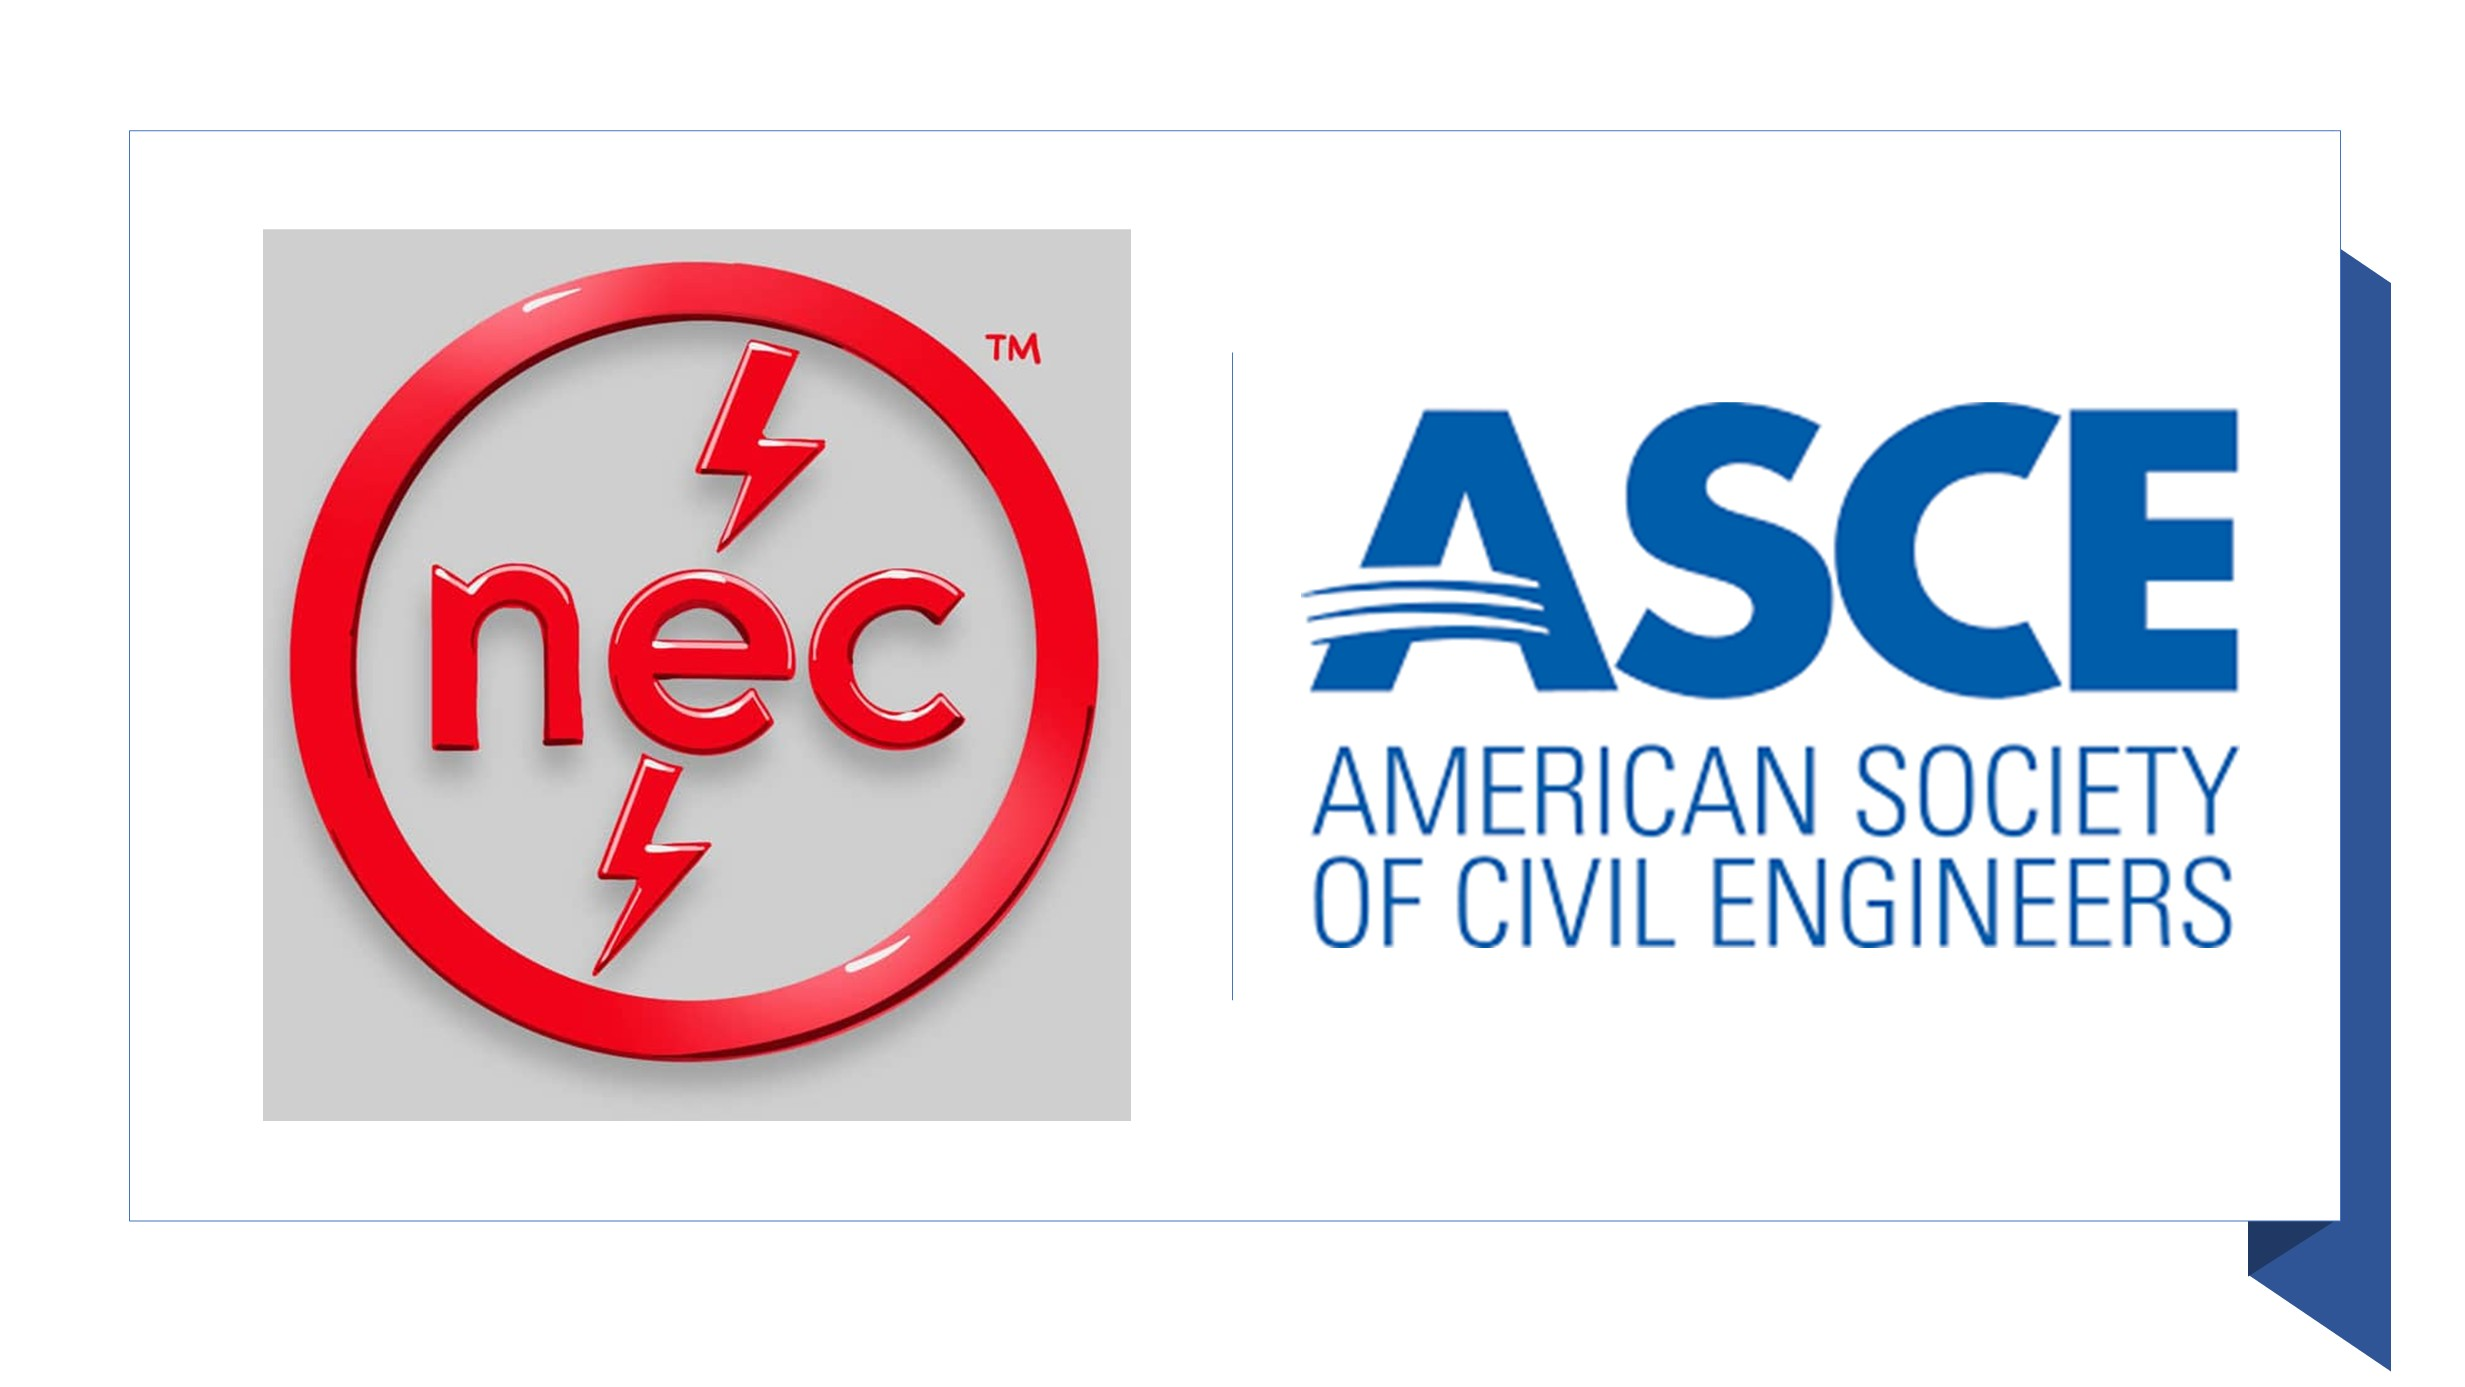 TM
nec
ASCE
AMERICAN SOCIETY
OF CIVIL ENGINEERS